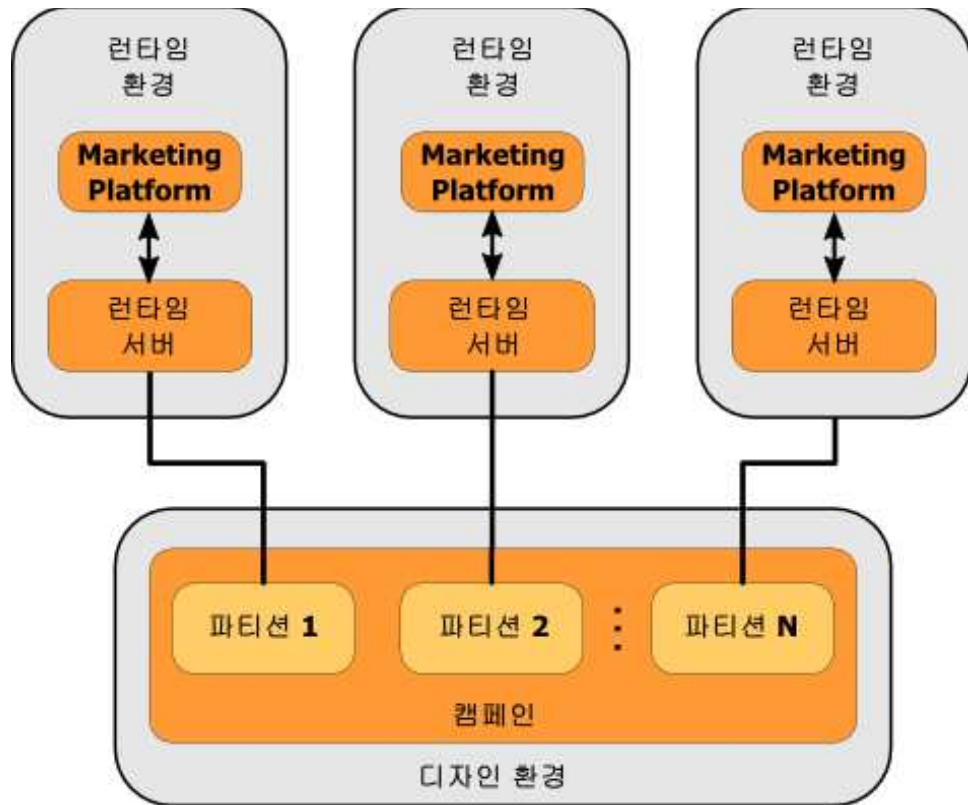 런타임
환경
Marketing
Platform
런타임
서버
런타임
환경
Marketing
Platform
런타임
서버
런타임
환경
Marketing
Platform
런타임
서버
파티션 1
파티션 2
파티션 N
캠페인
디자인 환경